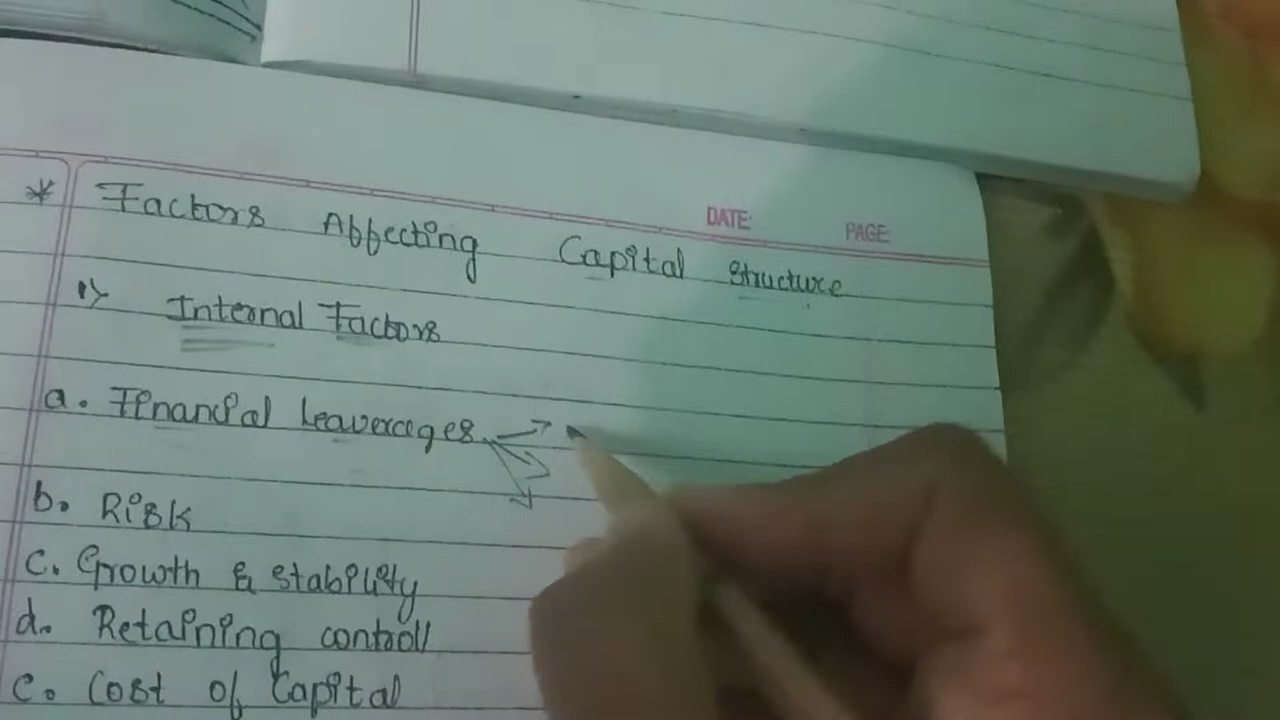 DATE: PAGE:
* Factors Affecting Capital structure
1> Internal Factors
a. Financial Leaverages
b. Risk
c. Growth & stability
d. Retaining controll
e. Cost of Capital